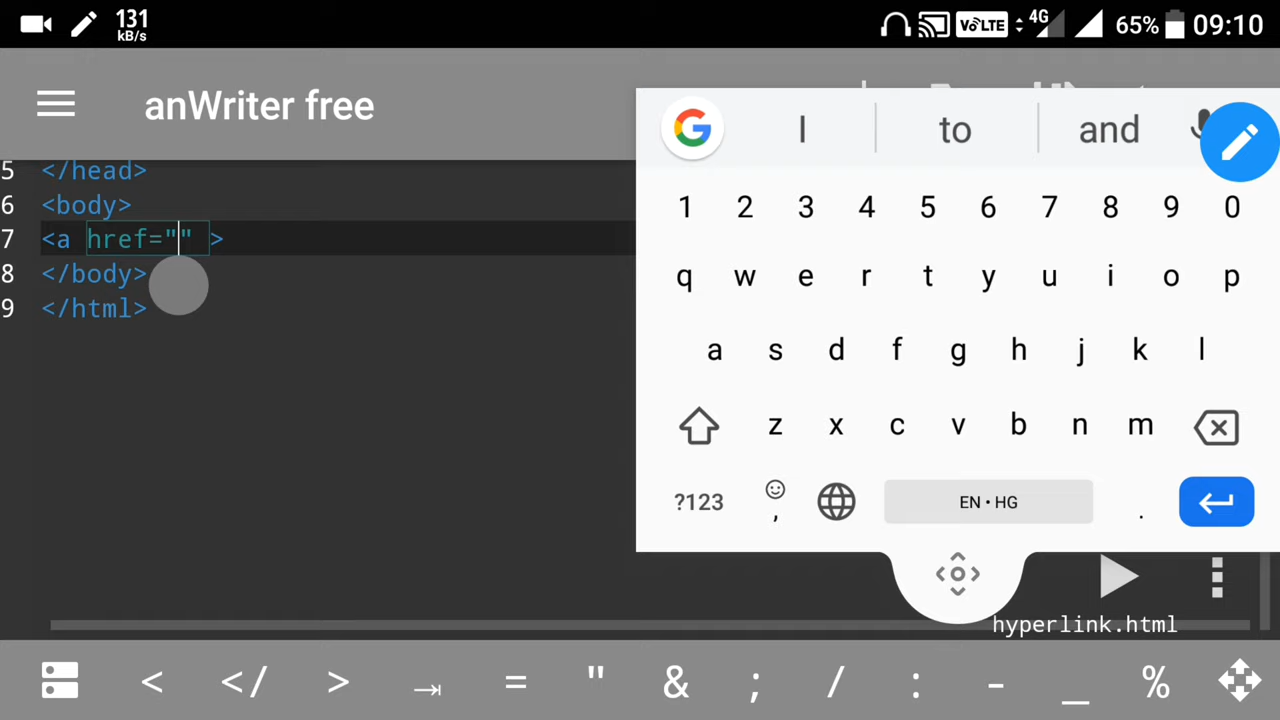 131
kB/s
VoLTE
4G
65%
09:10
anWriter free
5 </head>
6 <body>
7 <a href="" >
8 </body>
9 </html>
G
I to and
1 2 3 4 5 6 7 8 9 0
q w e r t y u i o p
a s d f g h j k l
z x c v b n m
?123 , EN • HG .
hyperlink.html
< </ > ⇥ = " & ; / : - _ %